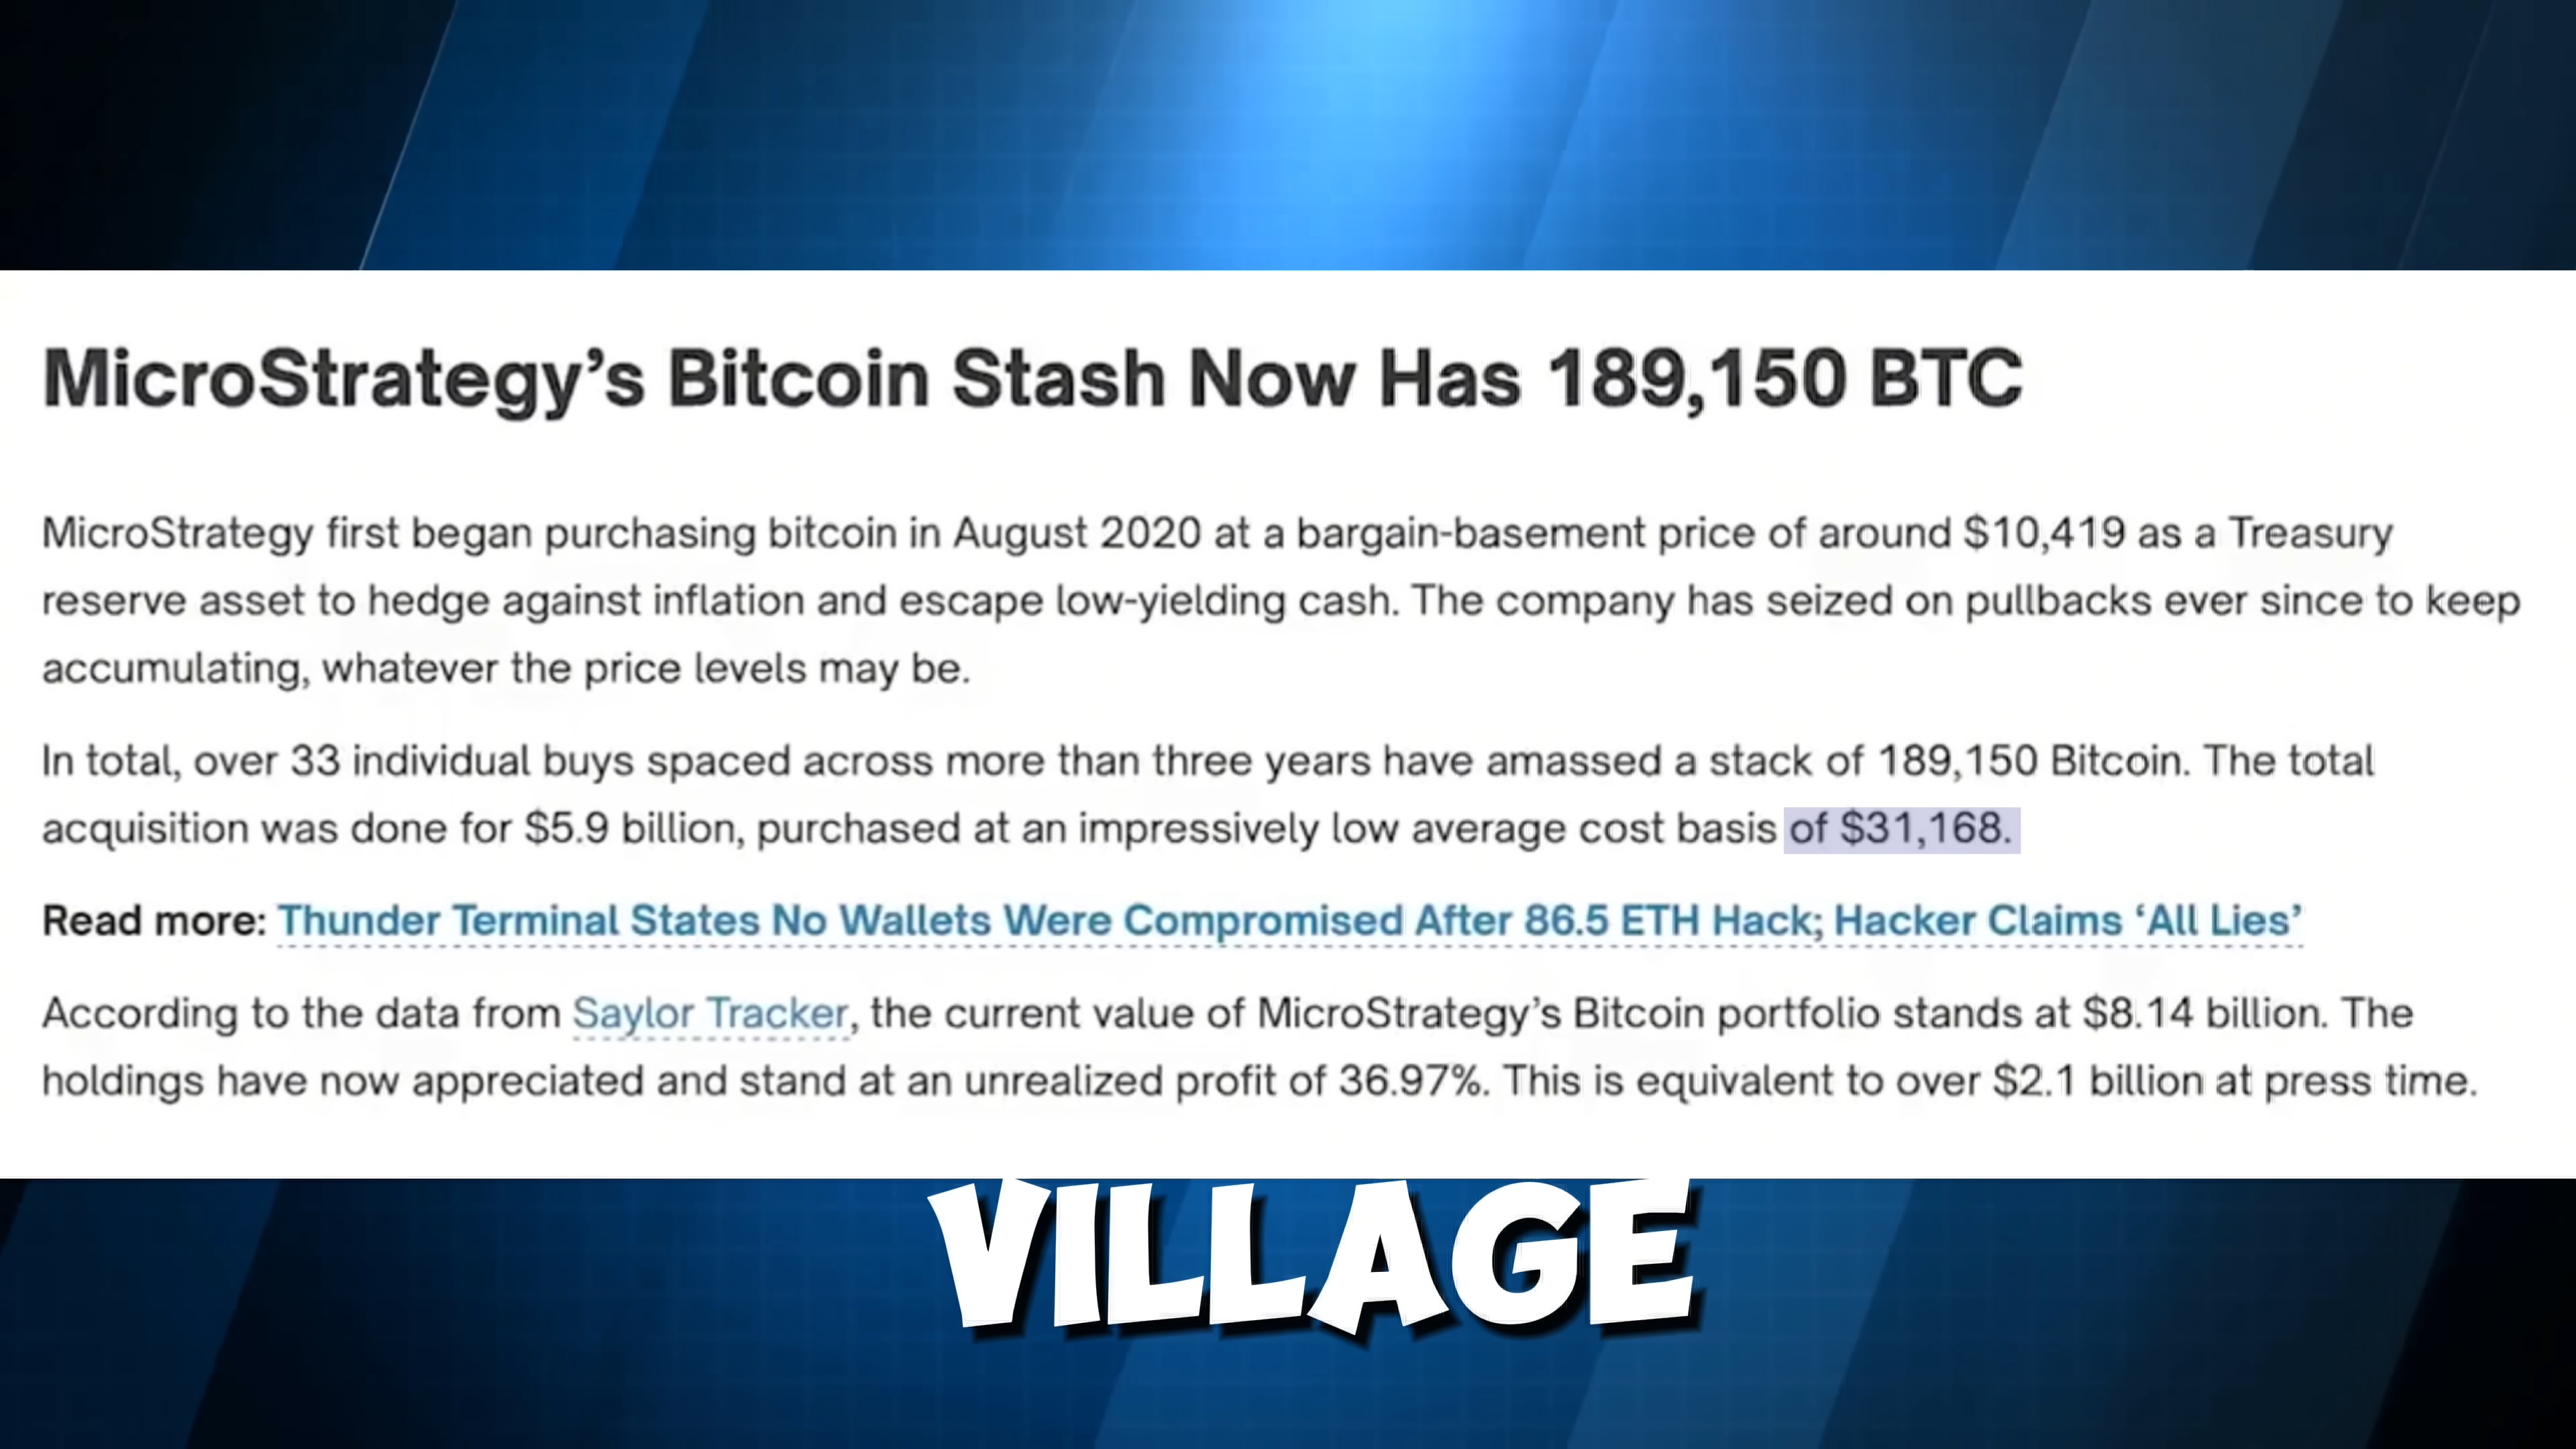 MicroStrategy’s Bitcoin Stash Now Has 189,150 BTC
MicroStrategy first began purchasing bitcoin in August 2020 at a bargain-basement price of around $10,419 as a Treasury
reserve asset to hedge against inflation and escape low-yielding cash. The company has seized on pullbacks ever since to keep
accumulating, whatever the price levels may be.
In total, over 33 individual buys spaced across more than three years have amassed a stack of 189,150 Bitcoin. The total
acquisition was done for $5.9 billion, purchased at an impressively low average cost basis of $31,168.
Read more: Thunder Terminal States No Wallets Were Compromised After 86.5 ETH Hack; Hacker Claims ‘All Lies’
According to the data from Saylor Tracker, the current value of MicroStrategy’s Bitcoin portfolio stands at $8.14 billion. The
holdings have now appreciated and stand at an unrealized profit of 36.97%. This is equivalent to over $2.1 billion at press time.
VILLAGE